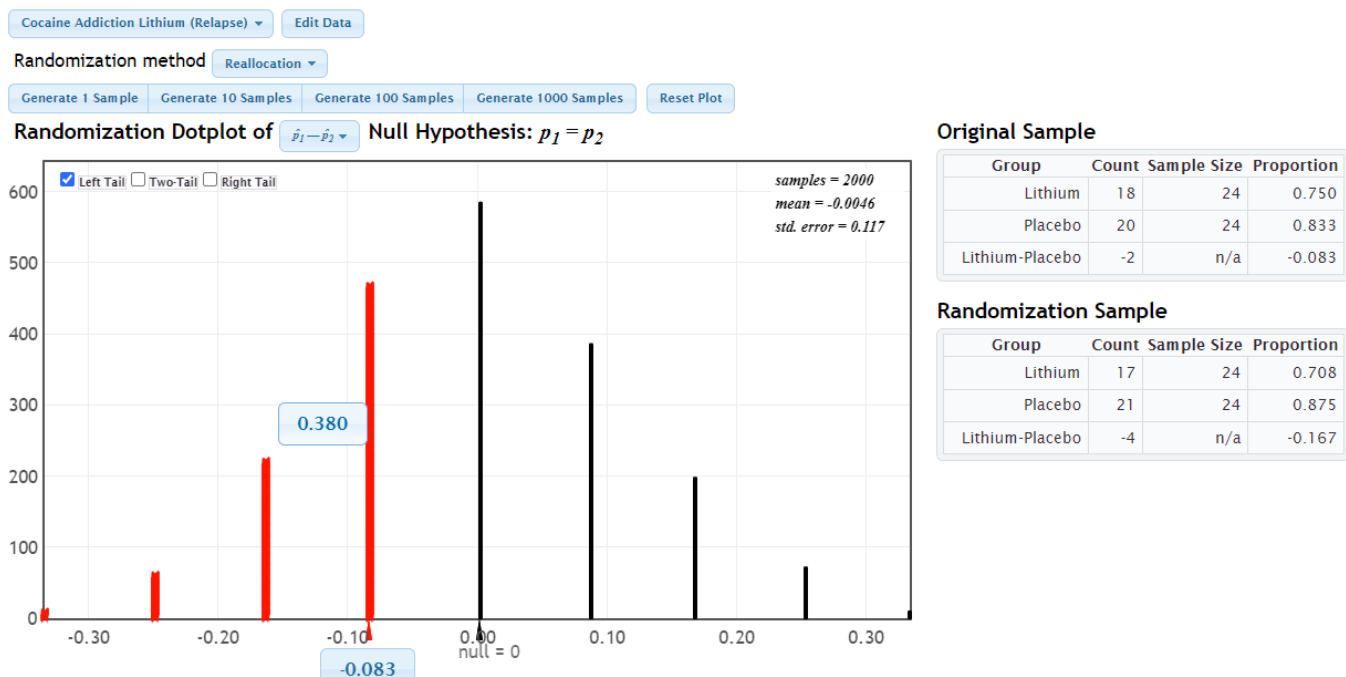 Cocaine Addiction Lithium (Relapse) Edit Data
Randomization method Reallocation
Generate 1 Sample Generate 10 Samples Generate 100 Samples Generate 1000 Samples Reset Plot
Randomization Dotplot of p̂₁−p̂₂ Null Hypothesis: p₁=p₂
Left Tail Two-Tail Right Tail
samples = 2000
mean = -0.0046
std. error = 0.117
600
500
400
300
200
100
0
0.380
-0.30 -0.20 -0.10 0.00 0.10 0.20 0.30
null = 0
-0.083
Original Sample
Group Count Sample Size Proportion
Lithium 18 24 0.750
Placebo 20 24 0.833
Lithium-Placebo -2 n/a -0.083
Randomization Sample
Group Count Sample Size Proportion
Lithium 17 24 0.708
Placebo 21 24 0.875
Lithium-Placebo -4 n/a -0.167